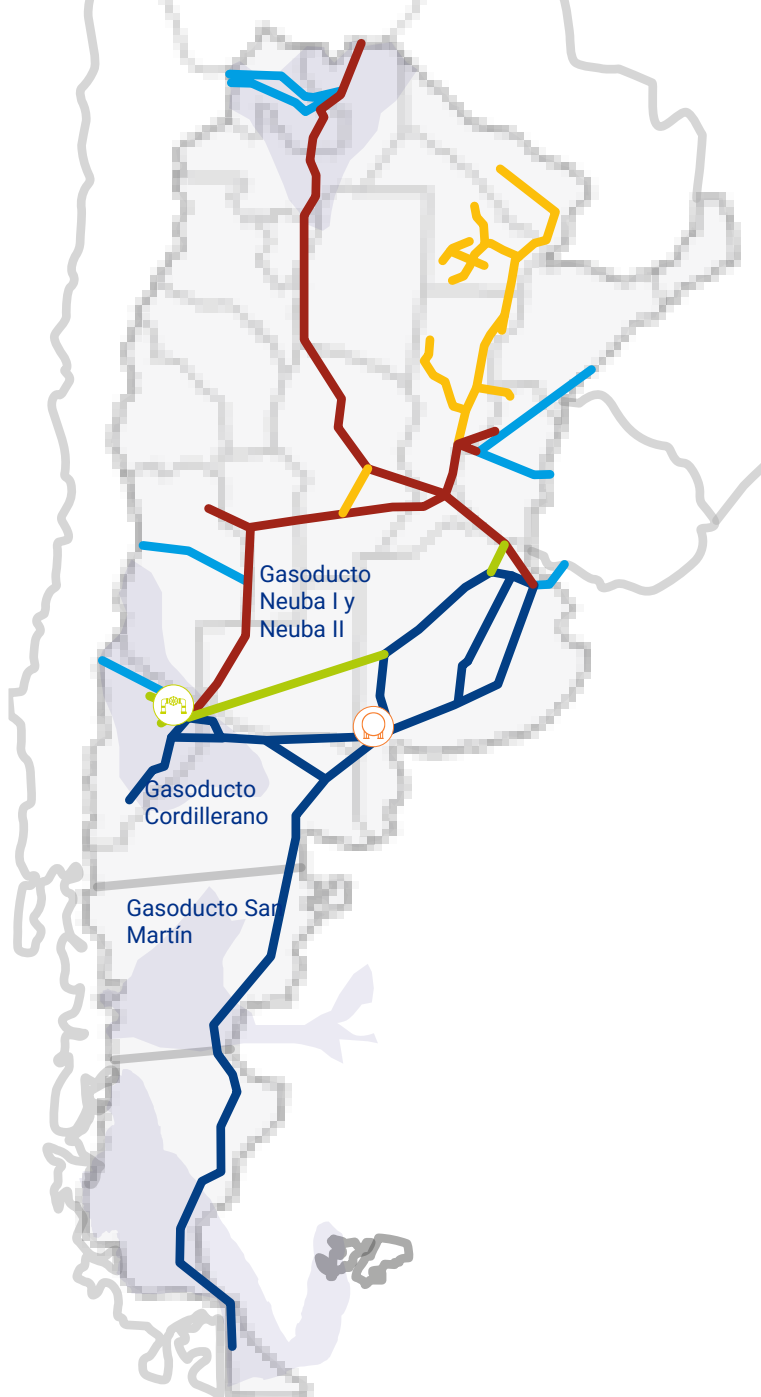 Gasoducto
Neuba I y
Neuba II
Gasoducto
Cordillerano
Gasoducto San
Martín